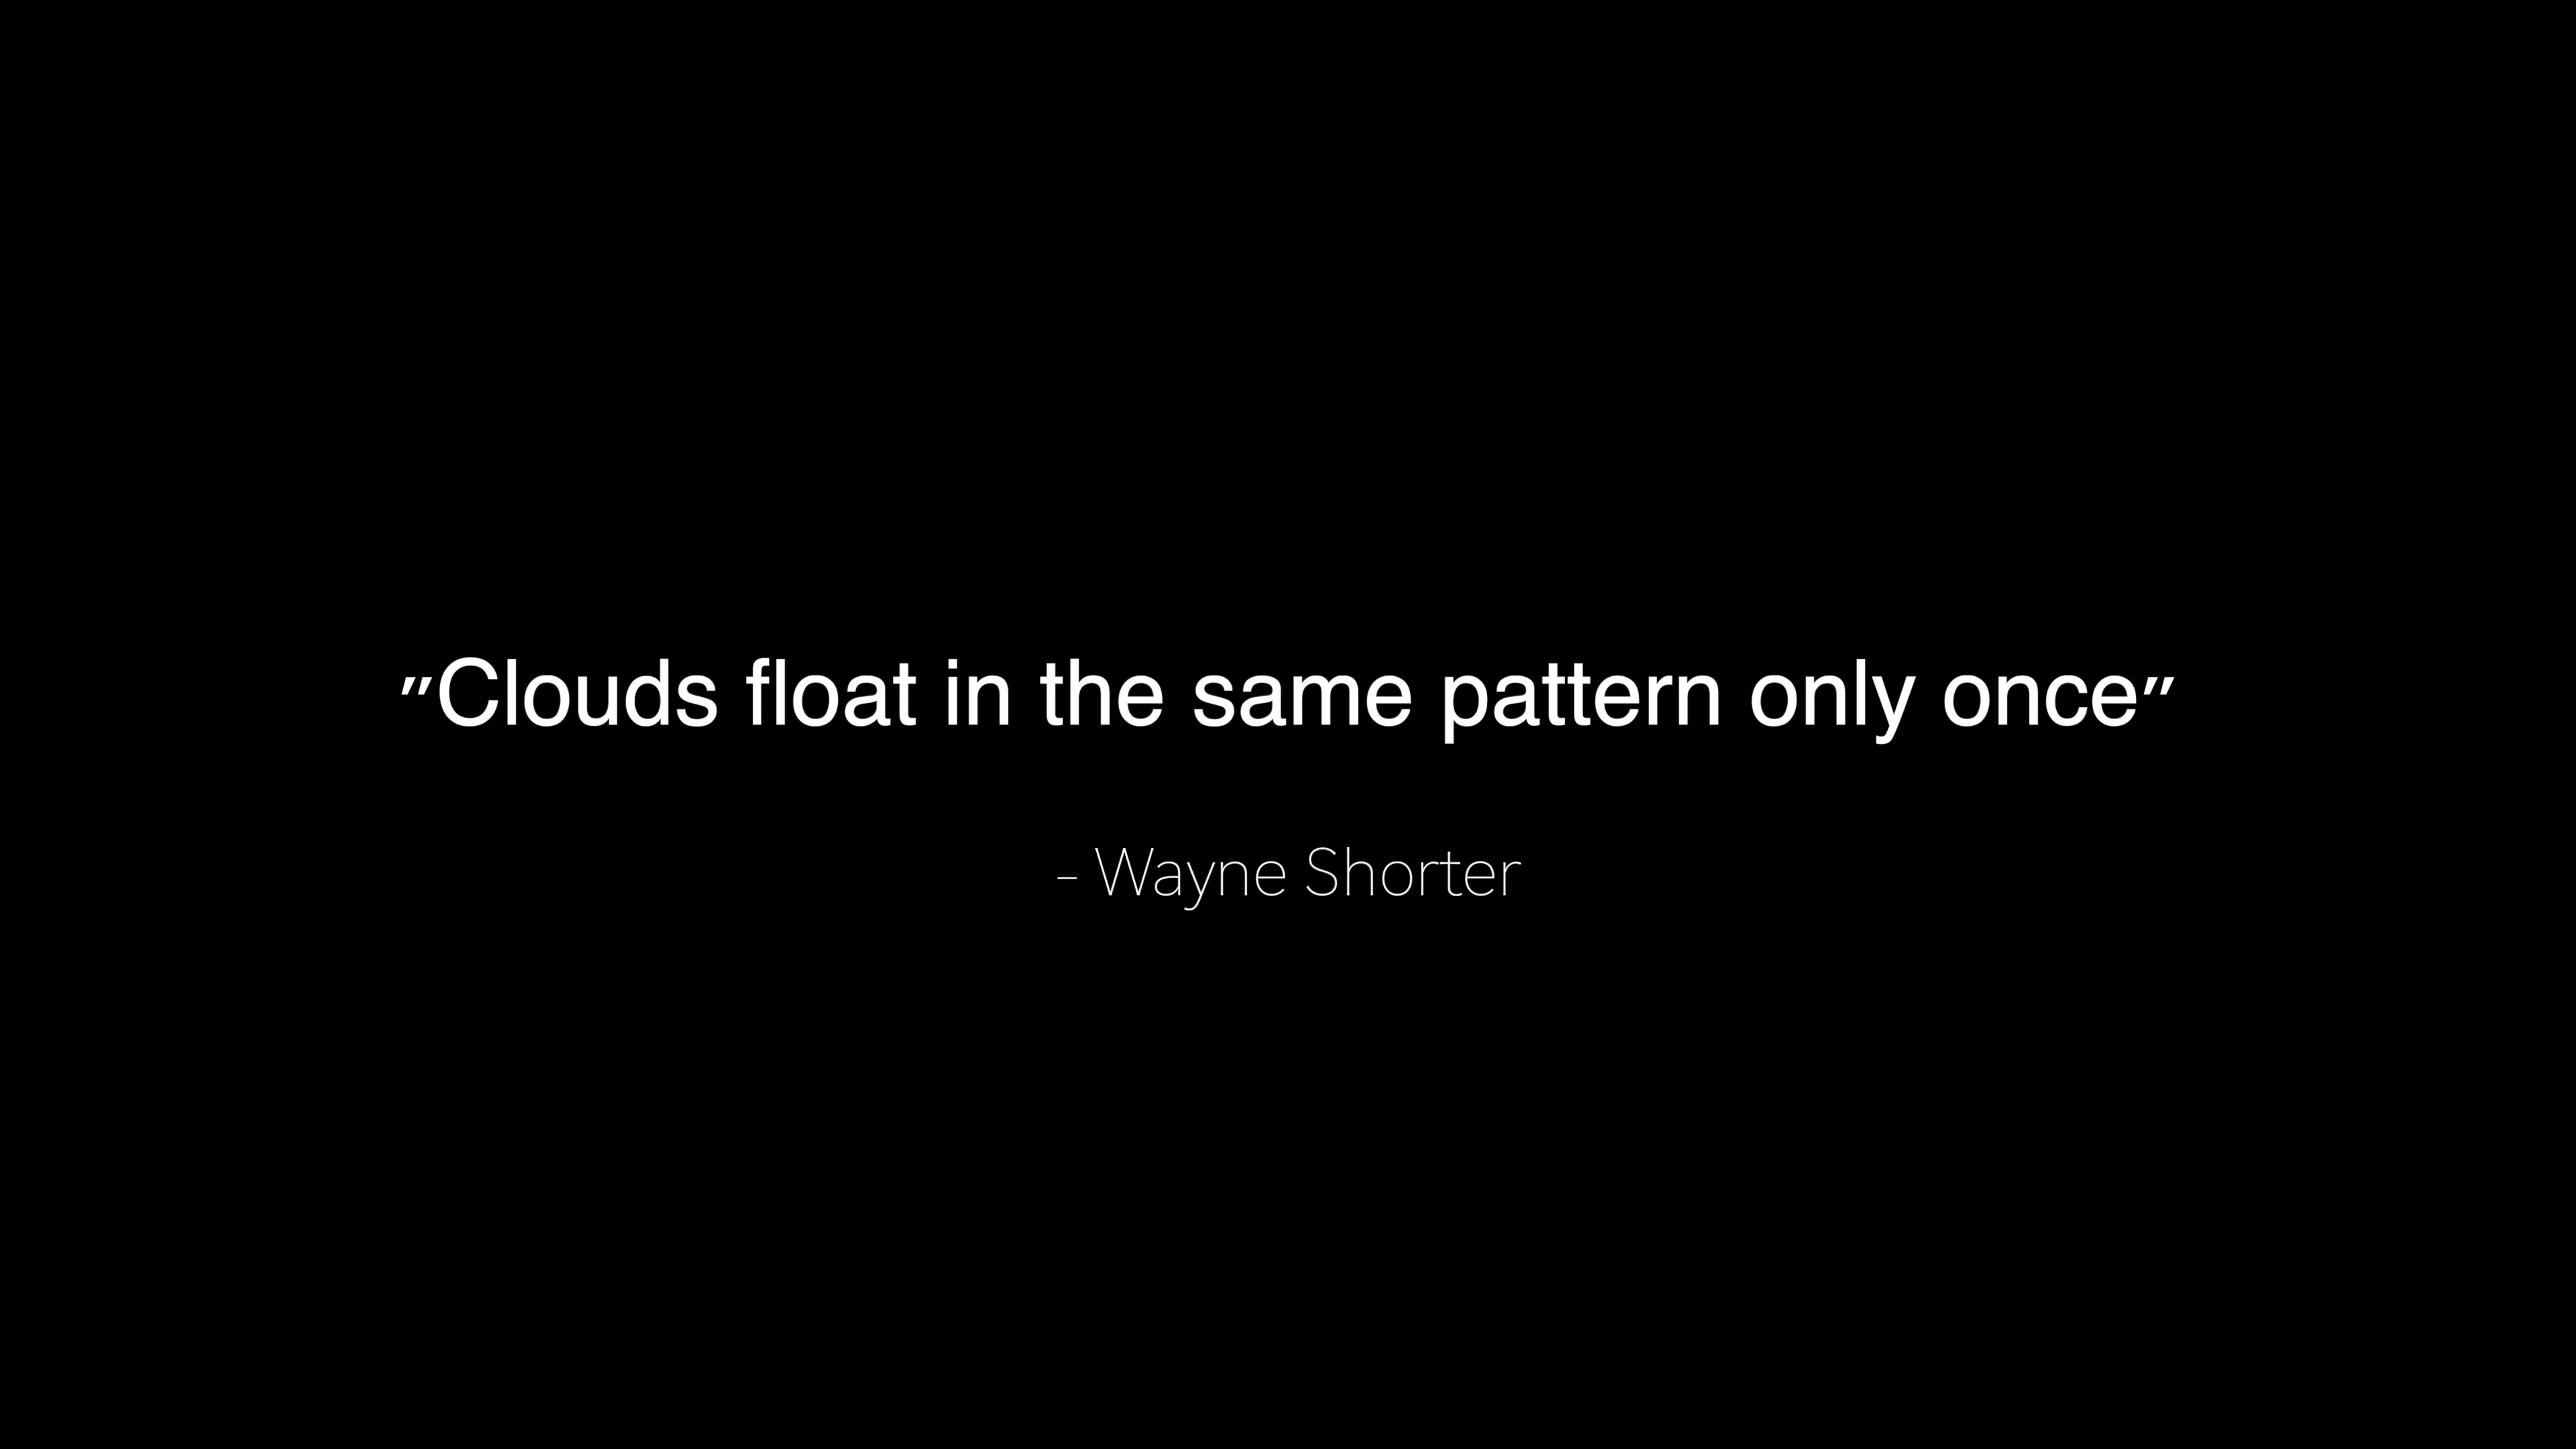 "Clouds float in the same pattern only once"
– Wayne Shorter